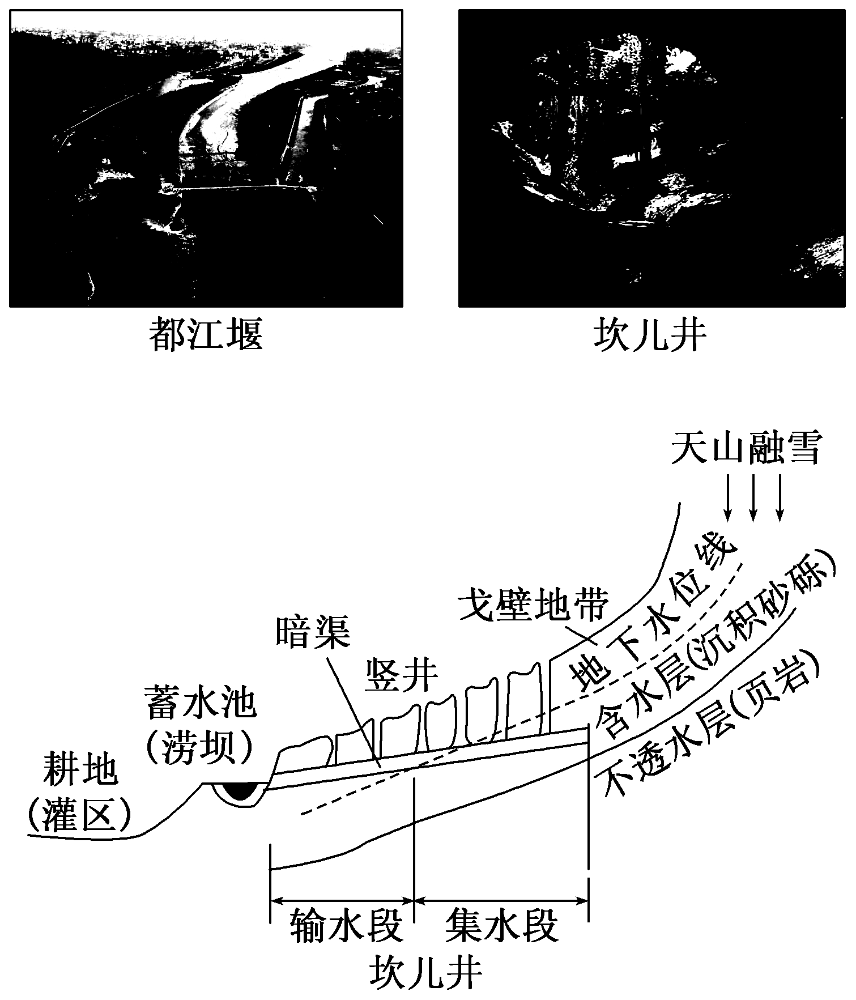 都江堰
坎儿井
天山融雪
戈壁地带
地下水位线
含水层(沉积砂砾)
不透水层(页岩)
暗渠
竖井
蓄水池
(涝坝)
耕地
(灌区)
输水段
集水段
坎儿井